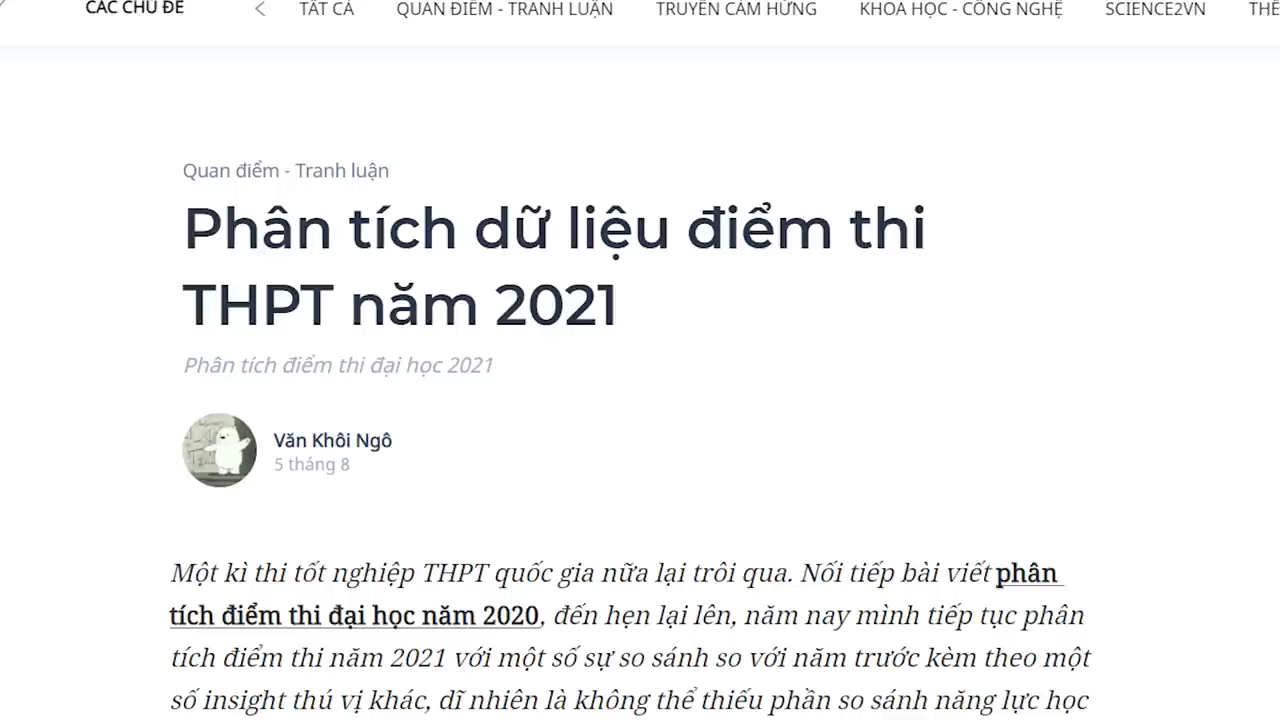 CÁC CHỦ ĐỀ
TẤT CẢ
QUAN ĐIỂM - TRANH LUẬN
TRUYỀN CẢM HỨNG
KHOA HỌC - CÔNG NGHỆ
SCIENCE2VN
THỂ
Quan điểm - Tranh luận
Phân tích dữ liệu điểm thi
THPT năm 2021
Phân tích điểm thi đại học 2021
Văn Khôi Ngô
5 tháng 8
Một kì thi tốt nghiệp THPT quốc gia nữa lại trôi qua. Nối tiếp bài viết phân
tích điểm thi đại học năm 2020, đến hẹn lại lên, năm nay mình tiếp tục phân
tích điểm thi năm 2021 với một số sự so sánh so với năm trước kèm theo một
số insight thú vị khác, dĩ nhiên là không thể thiếu phần so sánh năng lực học